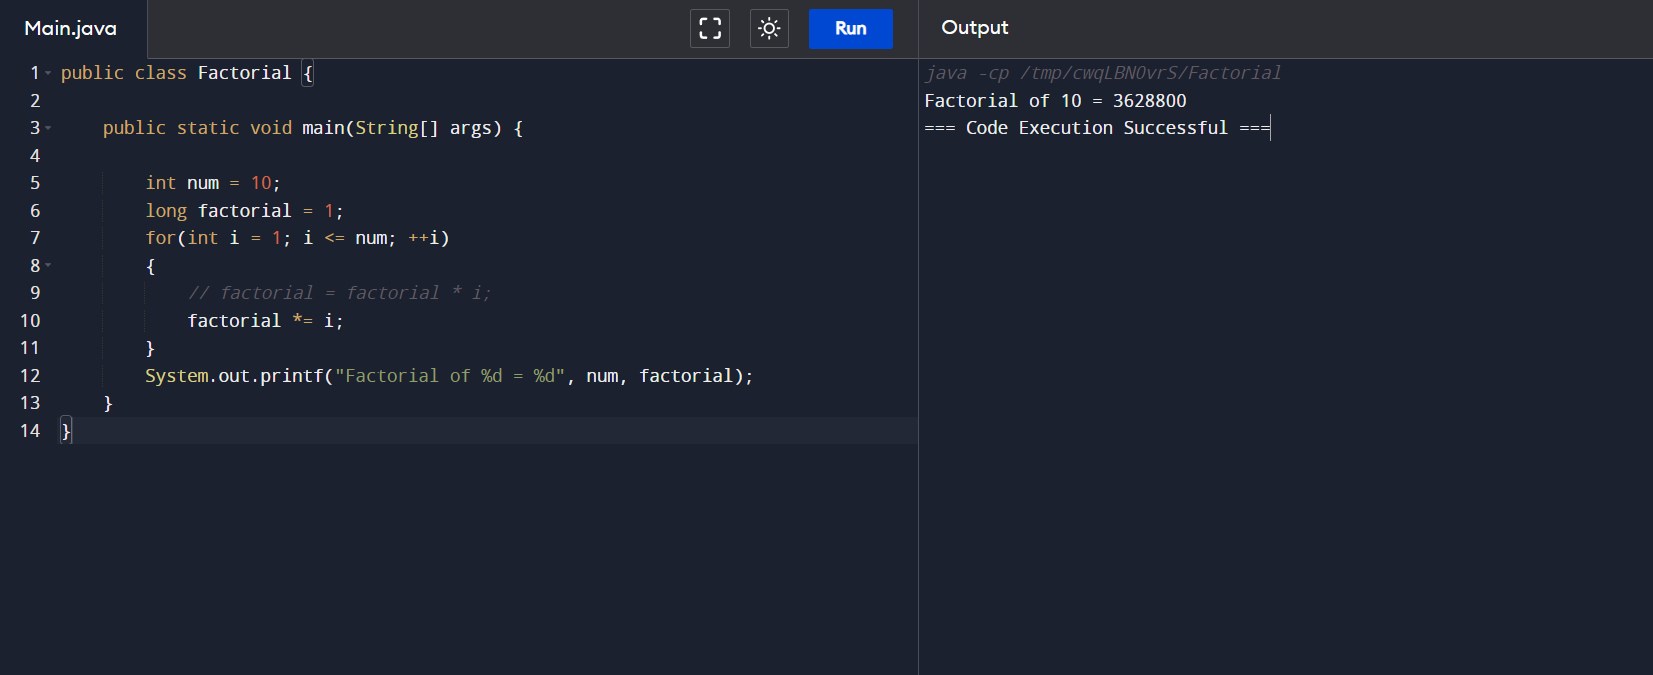 Main.java
Run
Output
1 public class Factorial {
2
3     public static void main(String[] args) {
4
5         int num = 10;
6         long factorial = 1;
7         for(int i = 1; i <= num; ++i)
8         {
9             // factorial = factorial * i;
10             factorial *= i;
11         }
12         System.out.printf("Factorial of %d = %d", num, factorial);
13     }
14 }
java -cp /tmp/cwqLBNOvrS/Factorial
Factorial of 10 = 3628800
=== Code Execution Successful ===